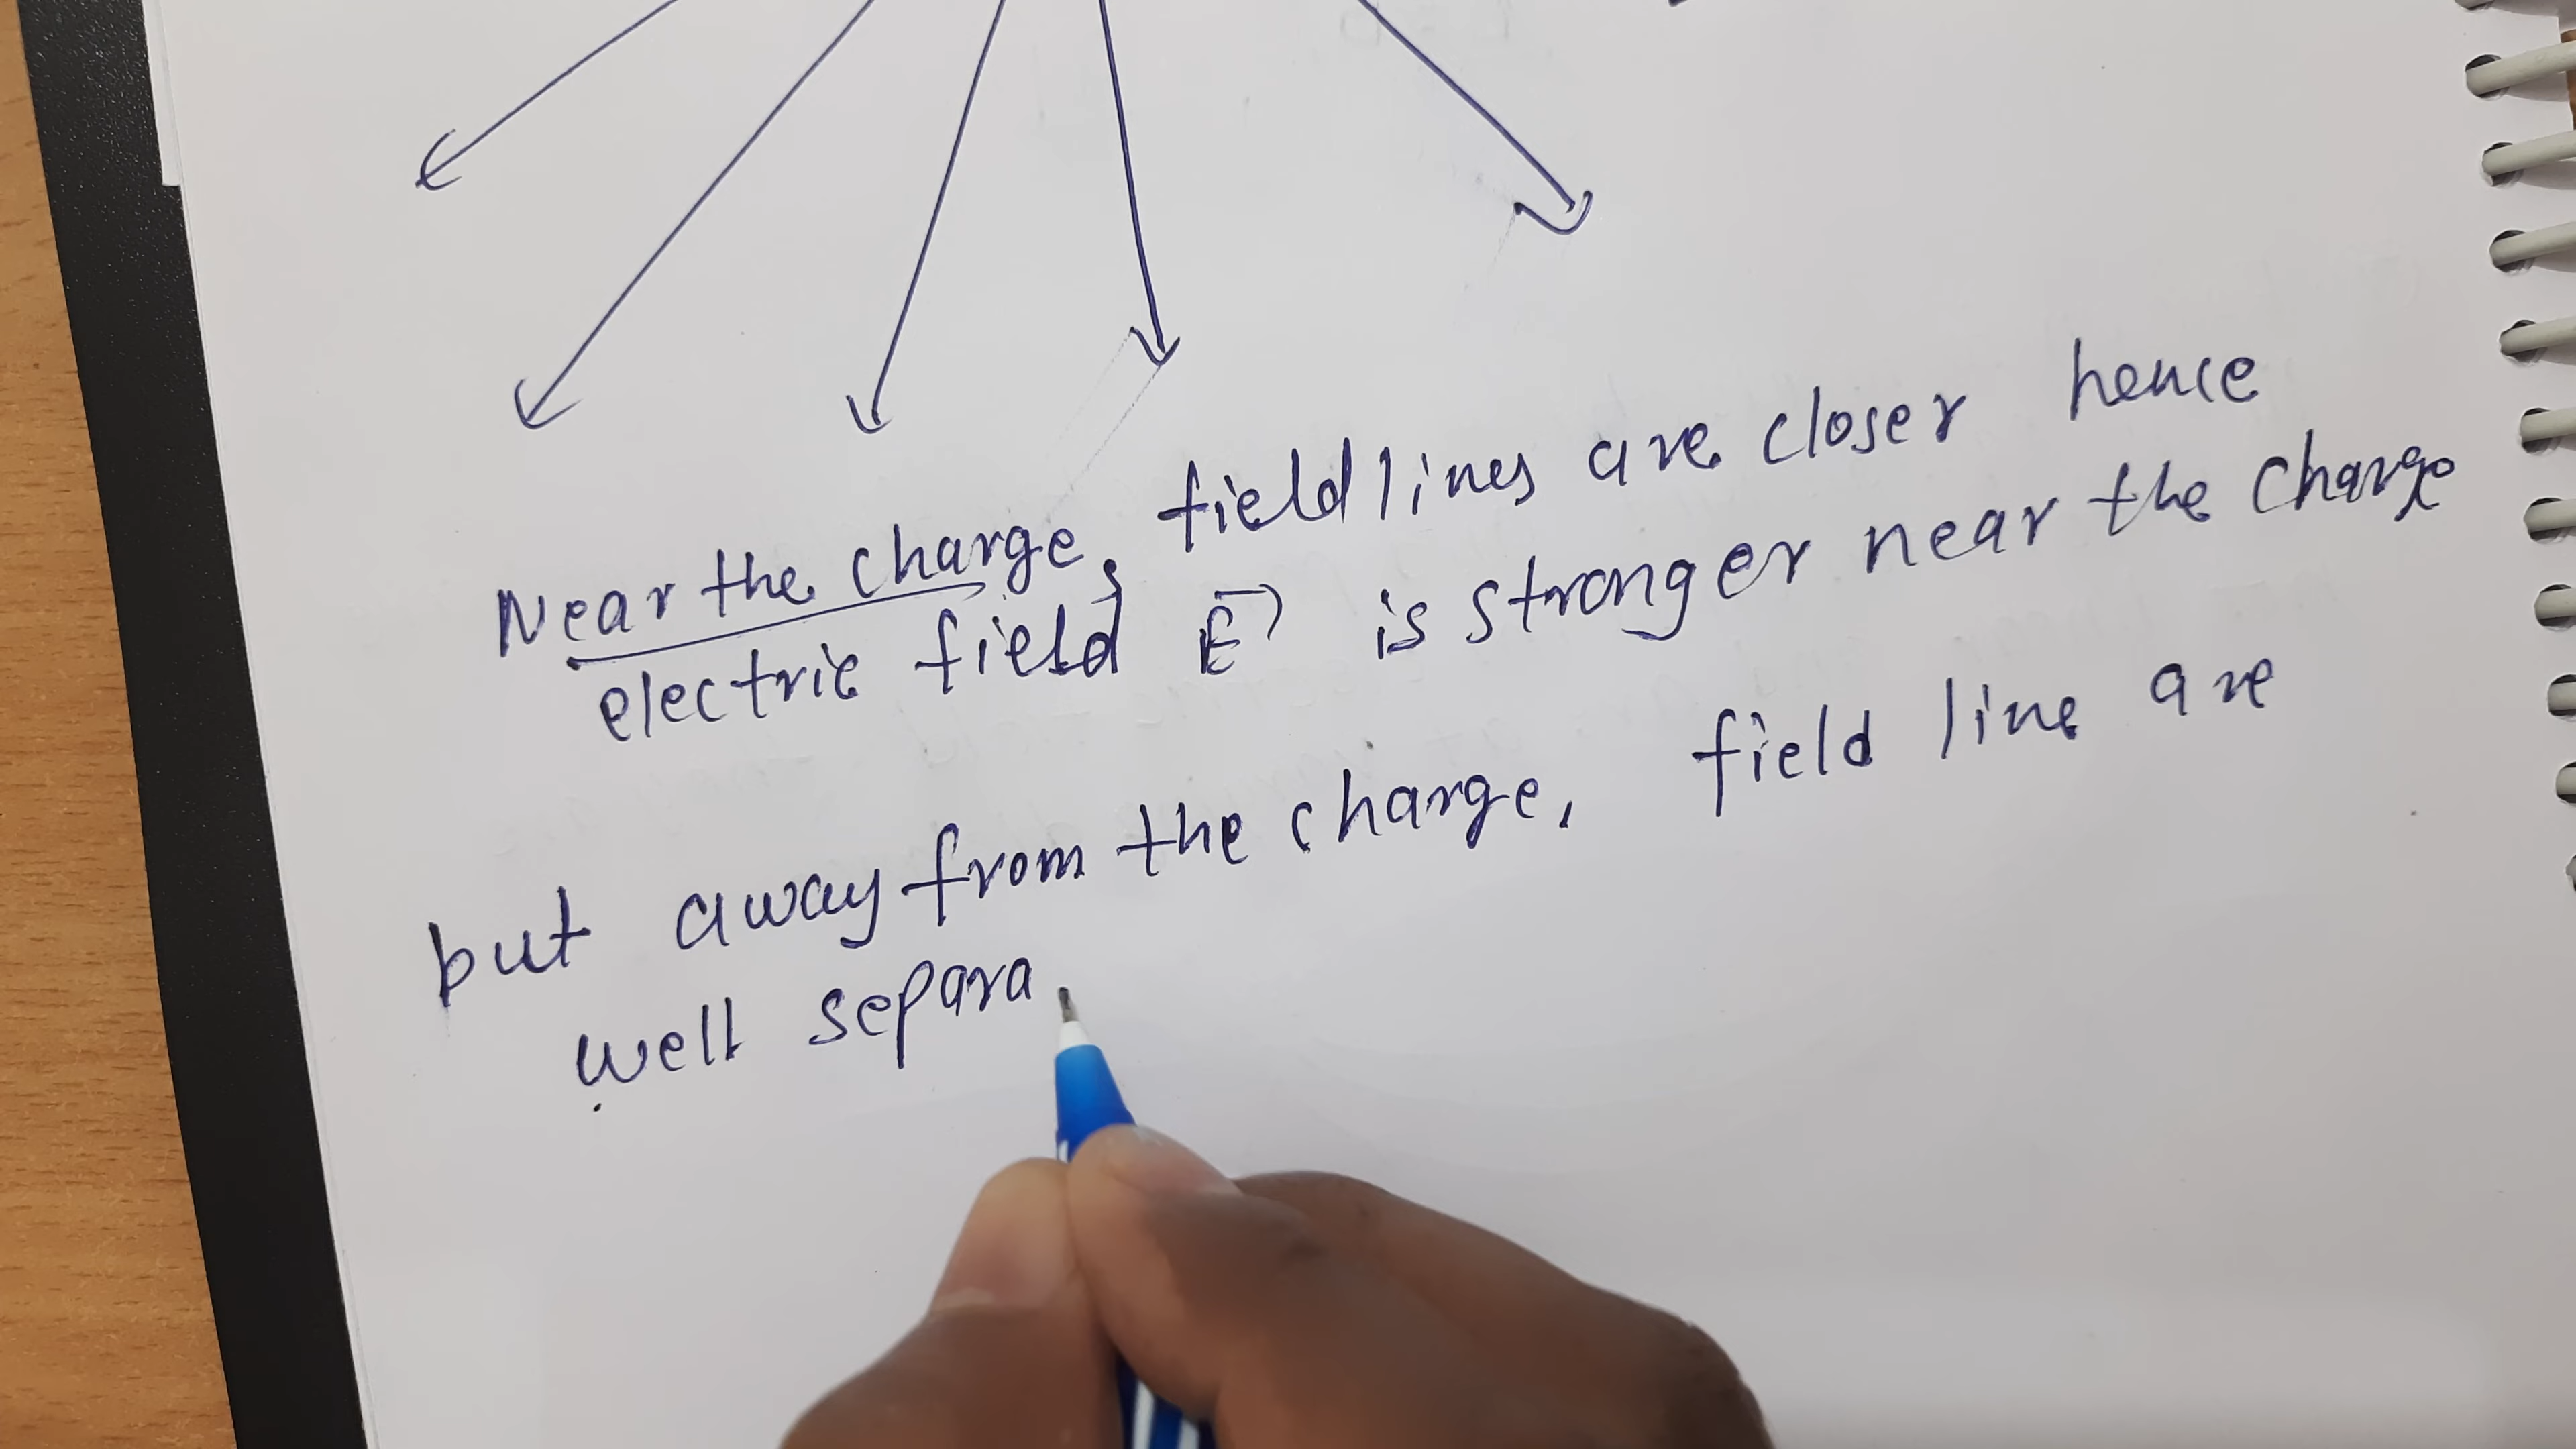 Near the charge, field lines are closer hence
electric field E⃗ is stronger near the charge
but away from the charge, field line are
well separa